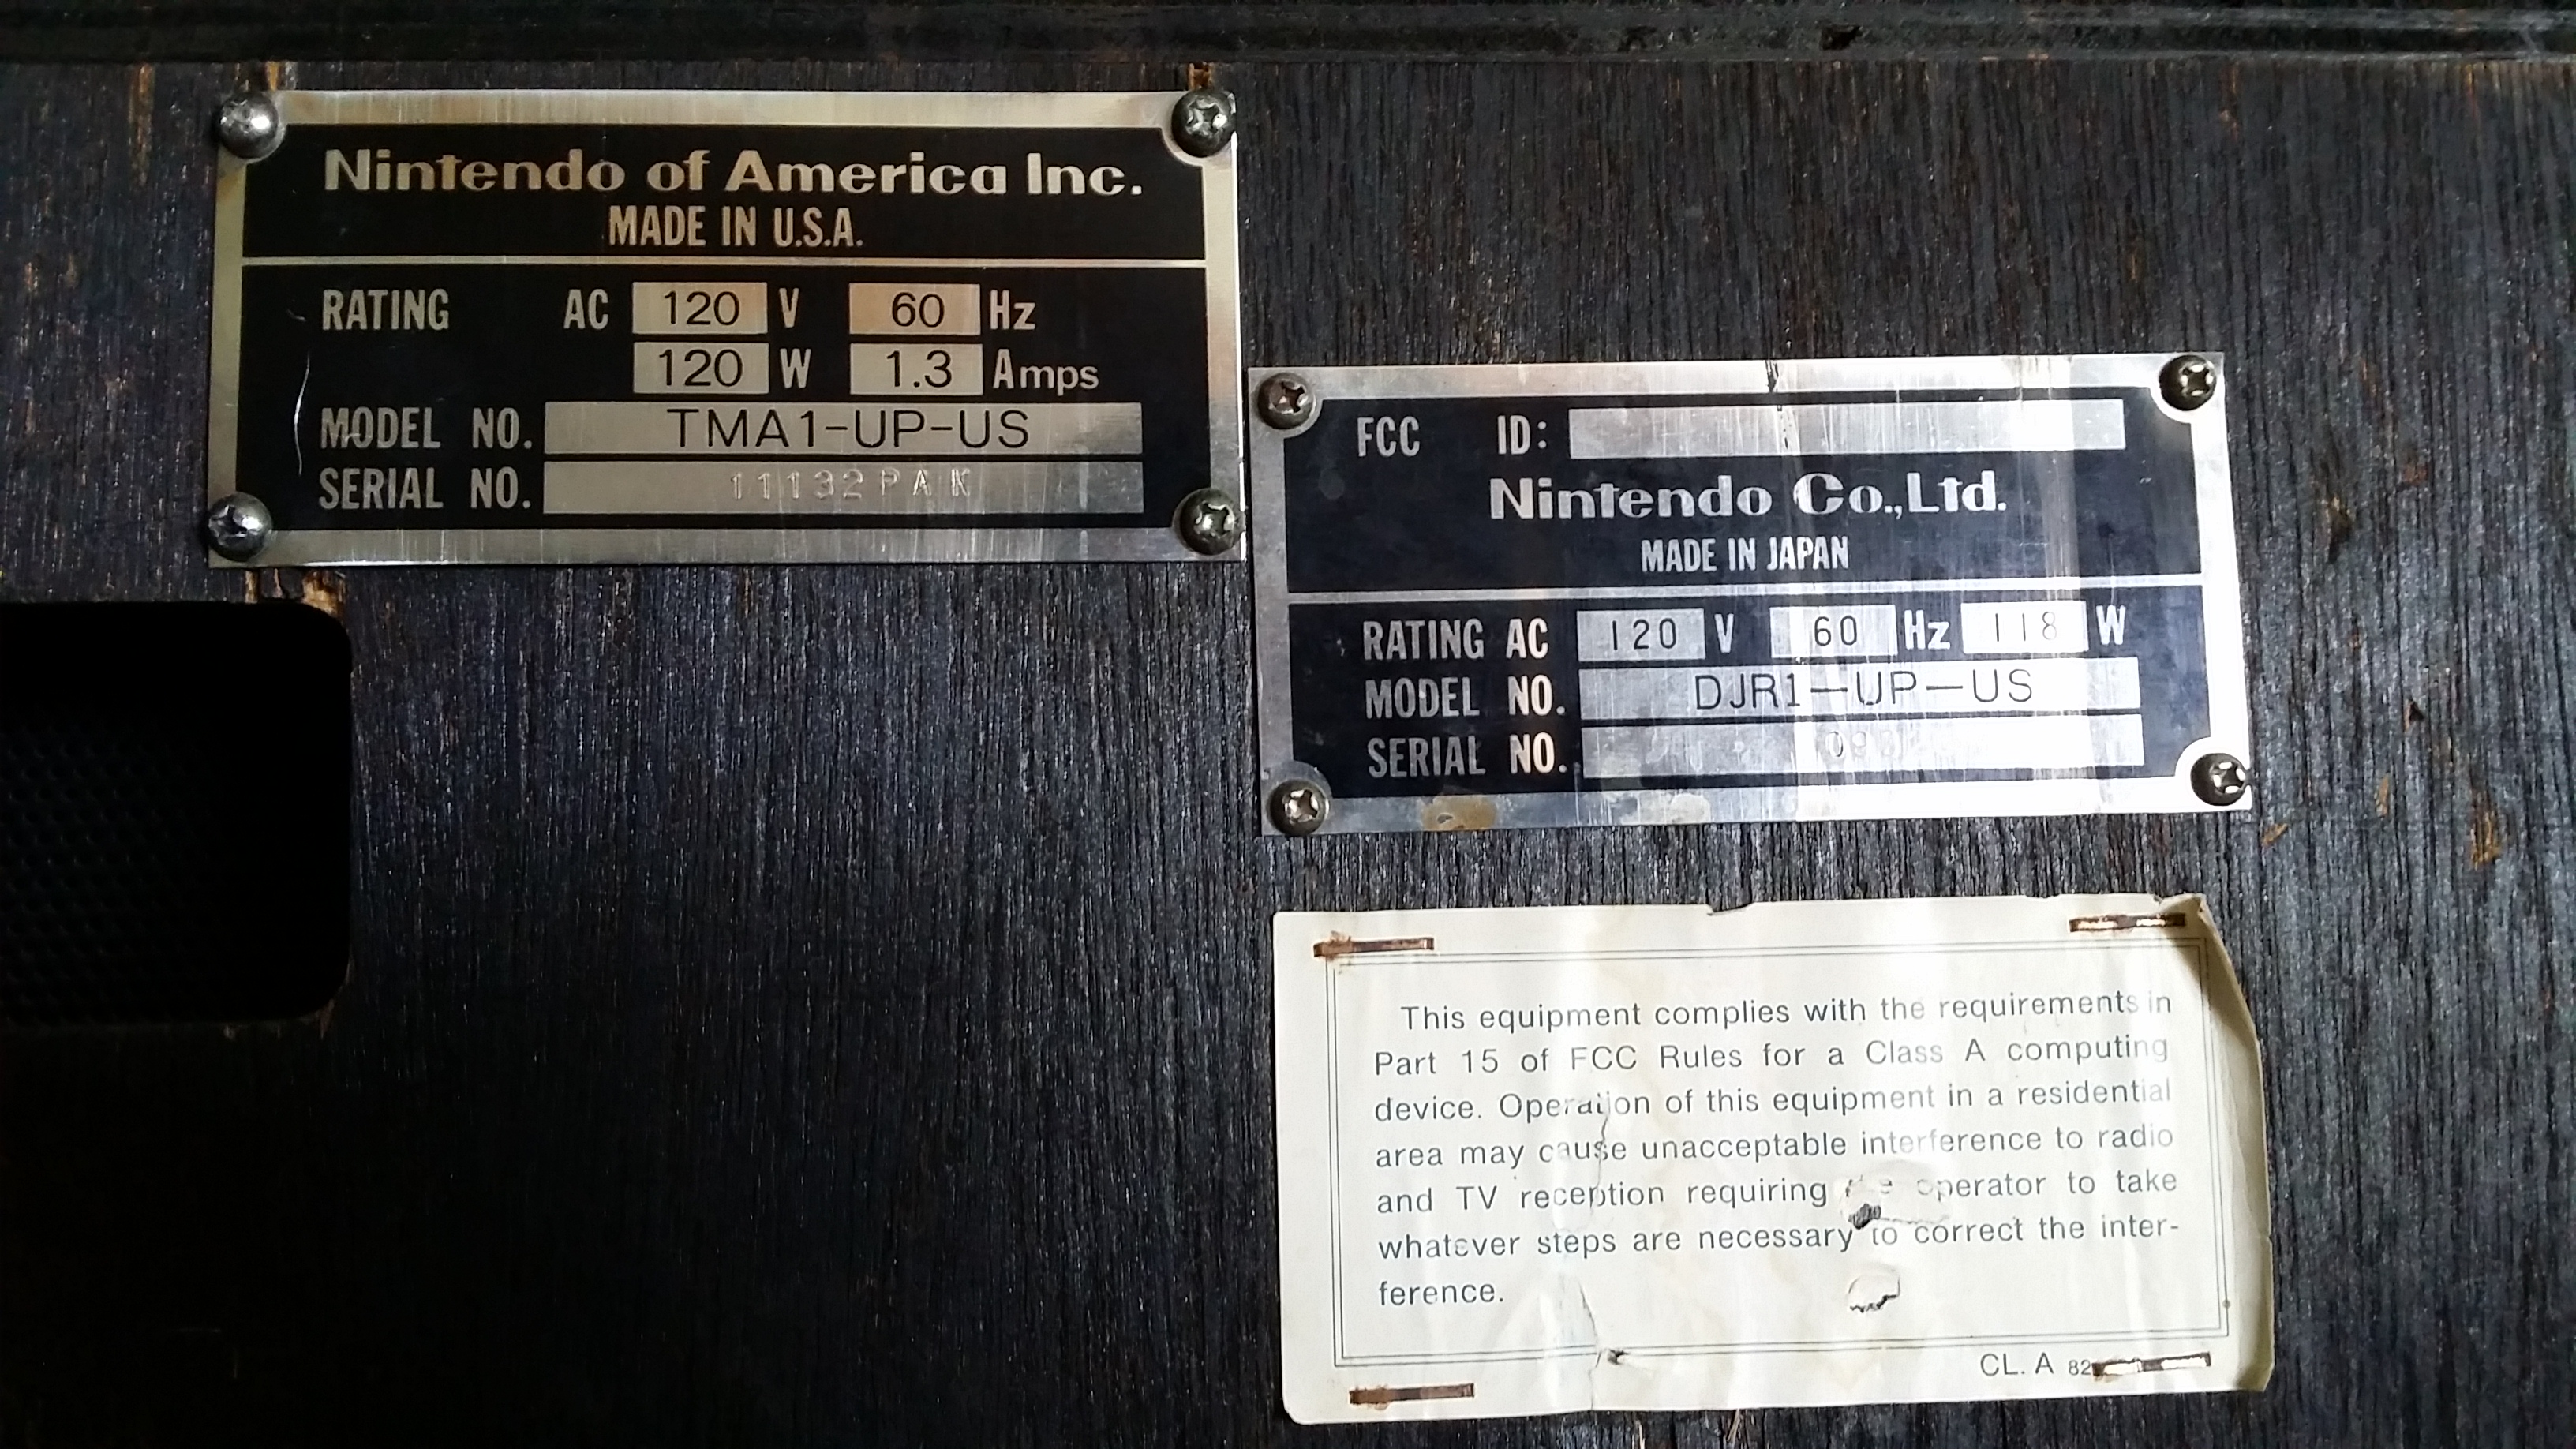 Nintendo of America Inc.
MADE IN U.S.A.
RATING AC 120 V 60 Hz
120 W 1.3 Amps
MODEL NO. TMA1-UP-US
SERIAL NO. 11132PAK
FCC ID:
Nintendo Co.,Ltd.
MADE IN JAPAN
RATING AC 120 V 60 Hz 118 W
MODEL NO. DJR1-UP-US
SERIAL NO.
This equipment complies with the requirements in
Part 15 of FCC Rules for a Class A computing
device. Operation of this equipment in a residential
area may cause unacceptable interference to radio
and TV reception requiring the operator to take
whatever steps are necessary to correct the inter-
ference.
CL. A